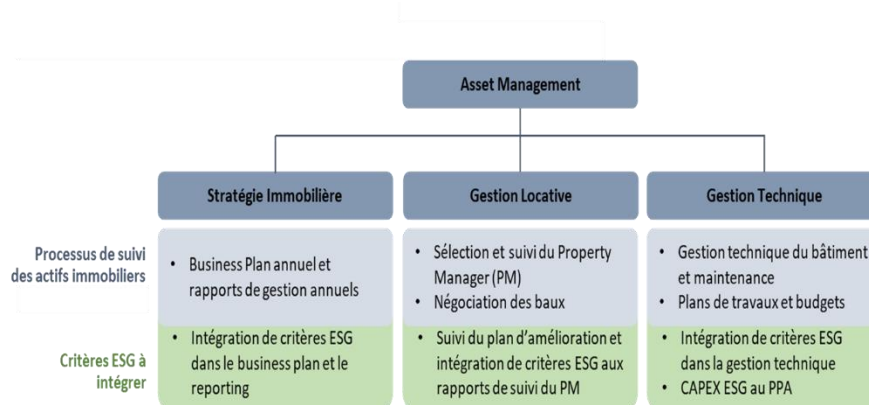 Asset Management
Stratégie Immobilière
Gestion Locative
Gestion Technique
Processus de suivi
des actifs immobiliers
• Business Plan annuel et
rapports de gestion annuels
• Sélection et suivi du Property
Manager (PM)
• Négociation des baux
• Gestion technique du bâtiment
et maintenance
• Plans de travaux et budgets
Critères ESG à
intégrer
• Intégration de critères ESG
dans le business plan et le
reporting
• Suivi du plan d'amélioration et
intégration de critères ESG aux
rapports de suivi du PM
• Intégration de critères ESG
dans la gestion technique
• CAPEX ESG au PPA